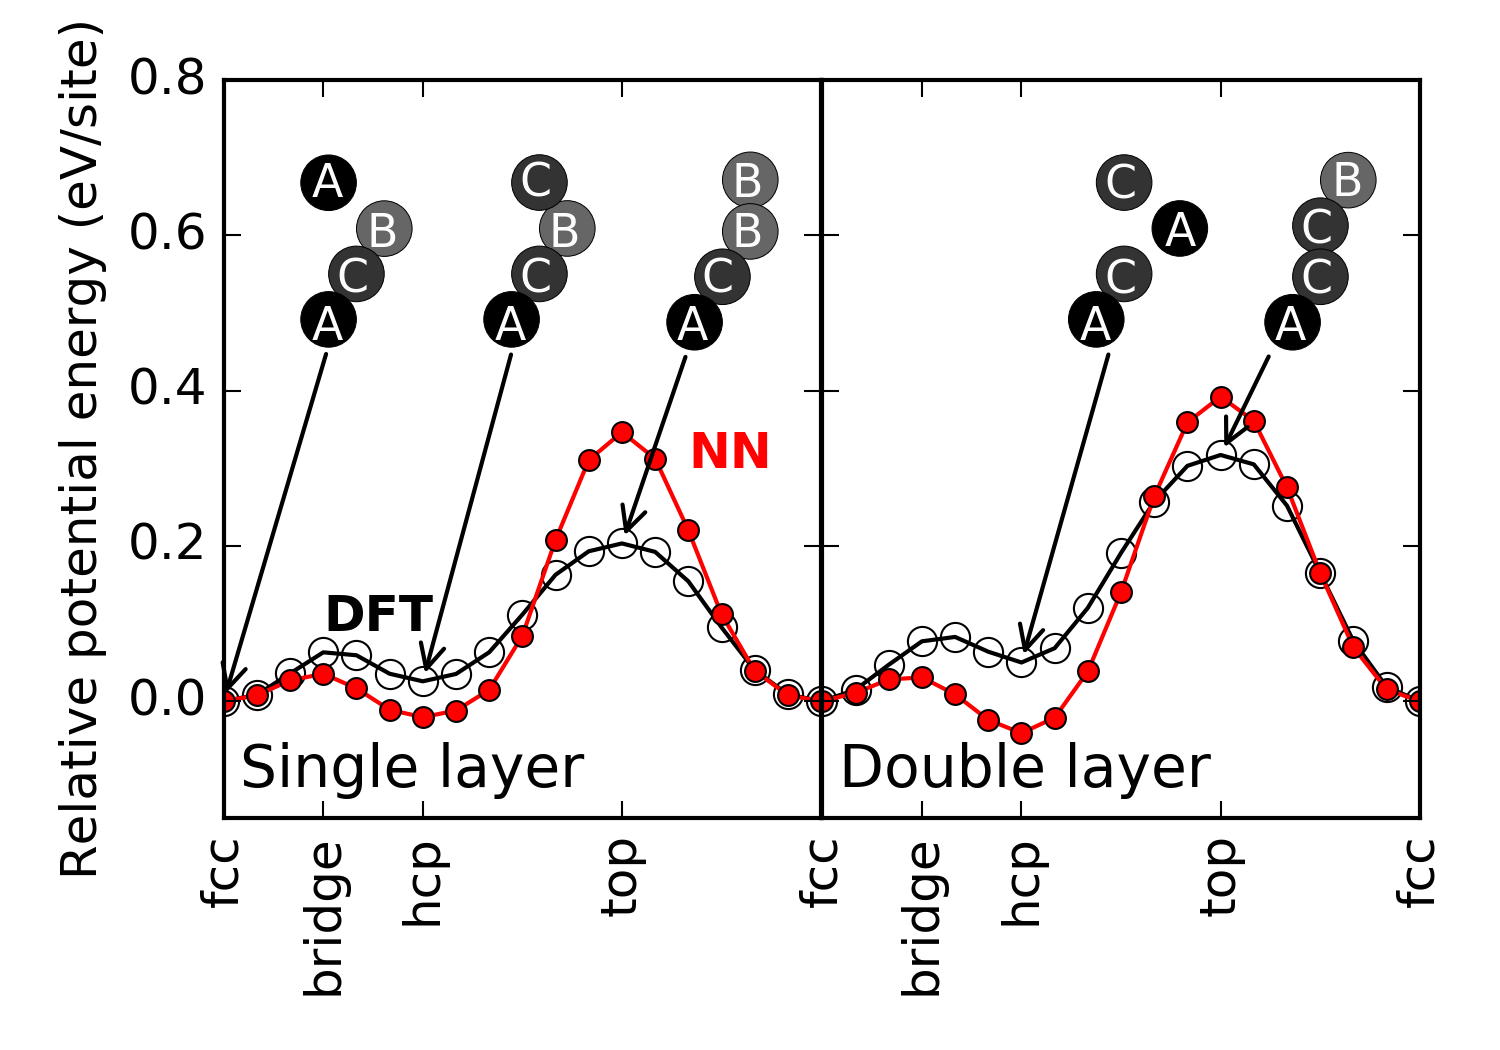 Relative potential energy (eV/site)
0.8
0.6
0.4
0.2
0.0
A
B
C
A
C
B
C
A
B
B
C
A
C
A
C
A
B
C
C
A
NN
DFT
Single layer
Double layer
fcc
bridge
hcp
top
fcc
bridge
hcp
top
fcc